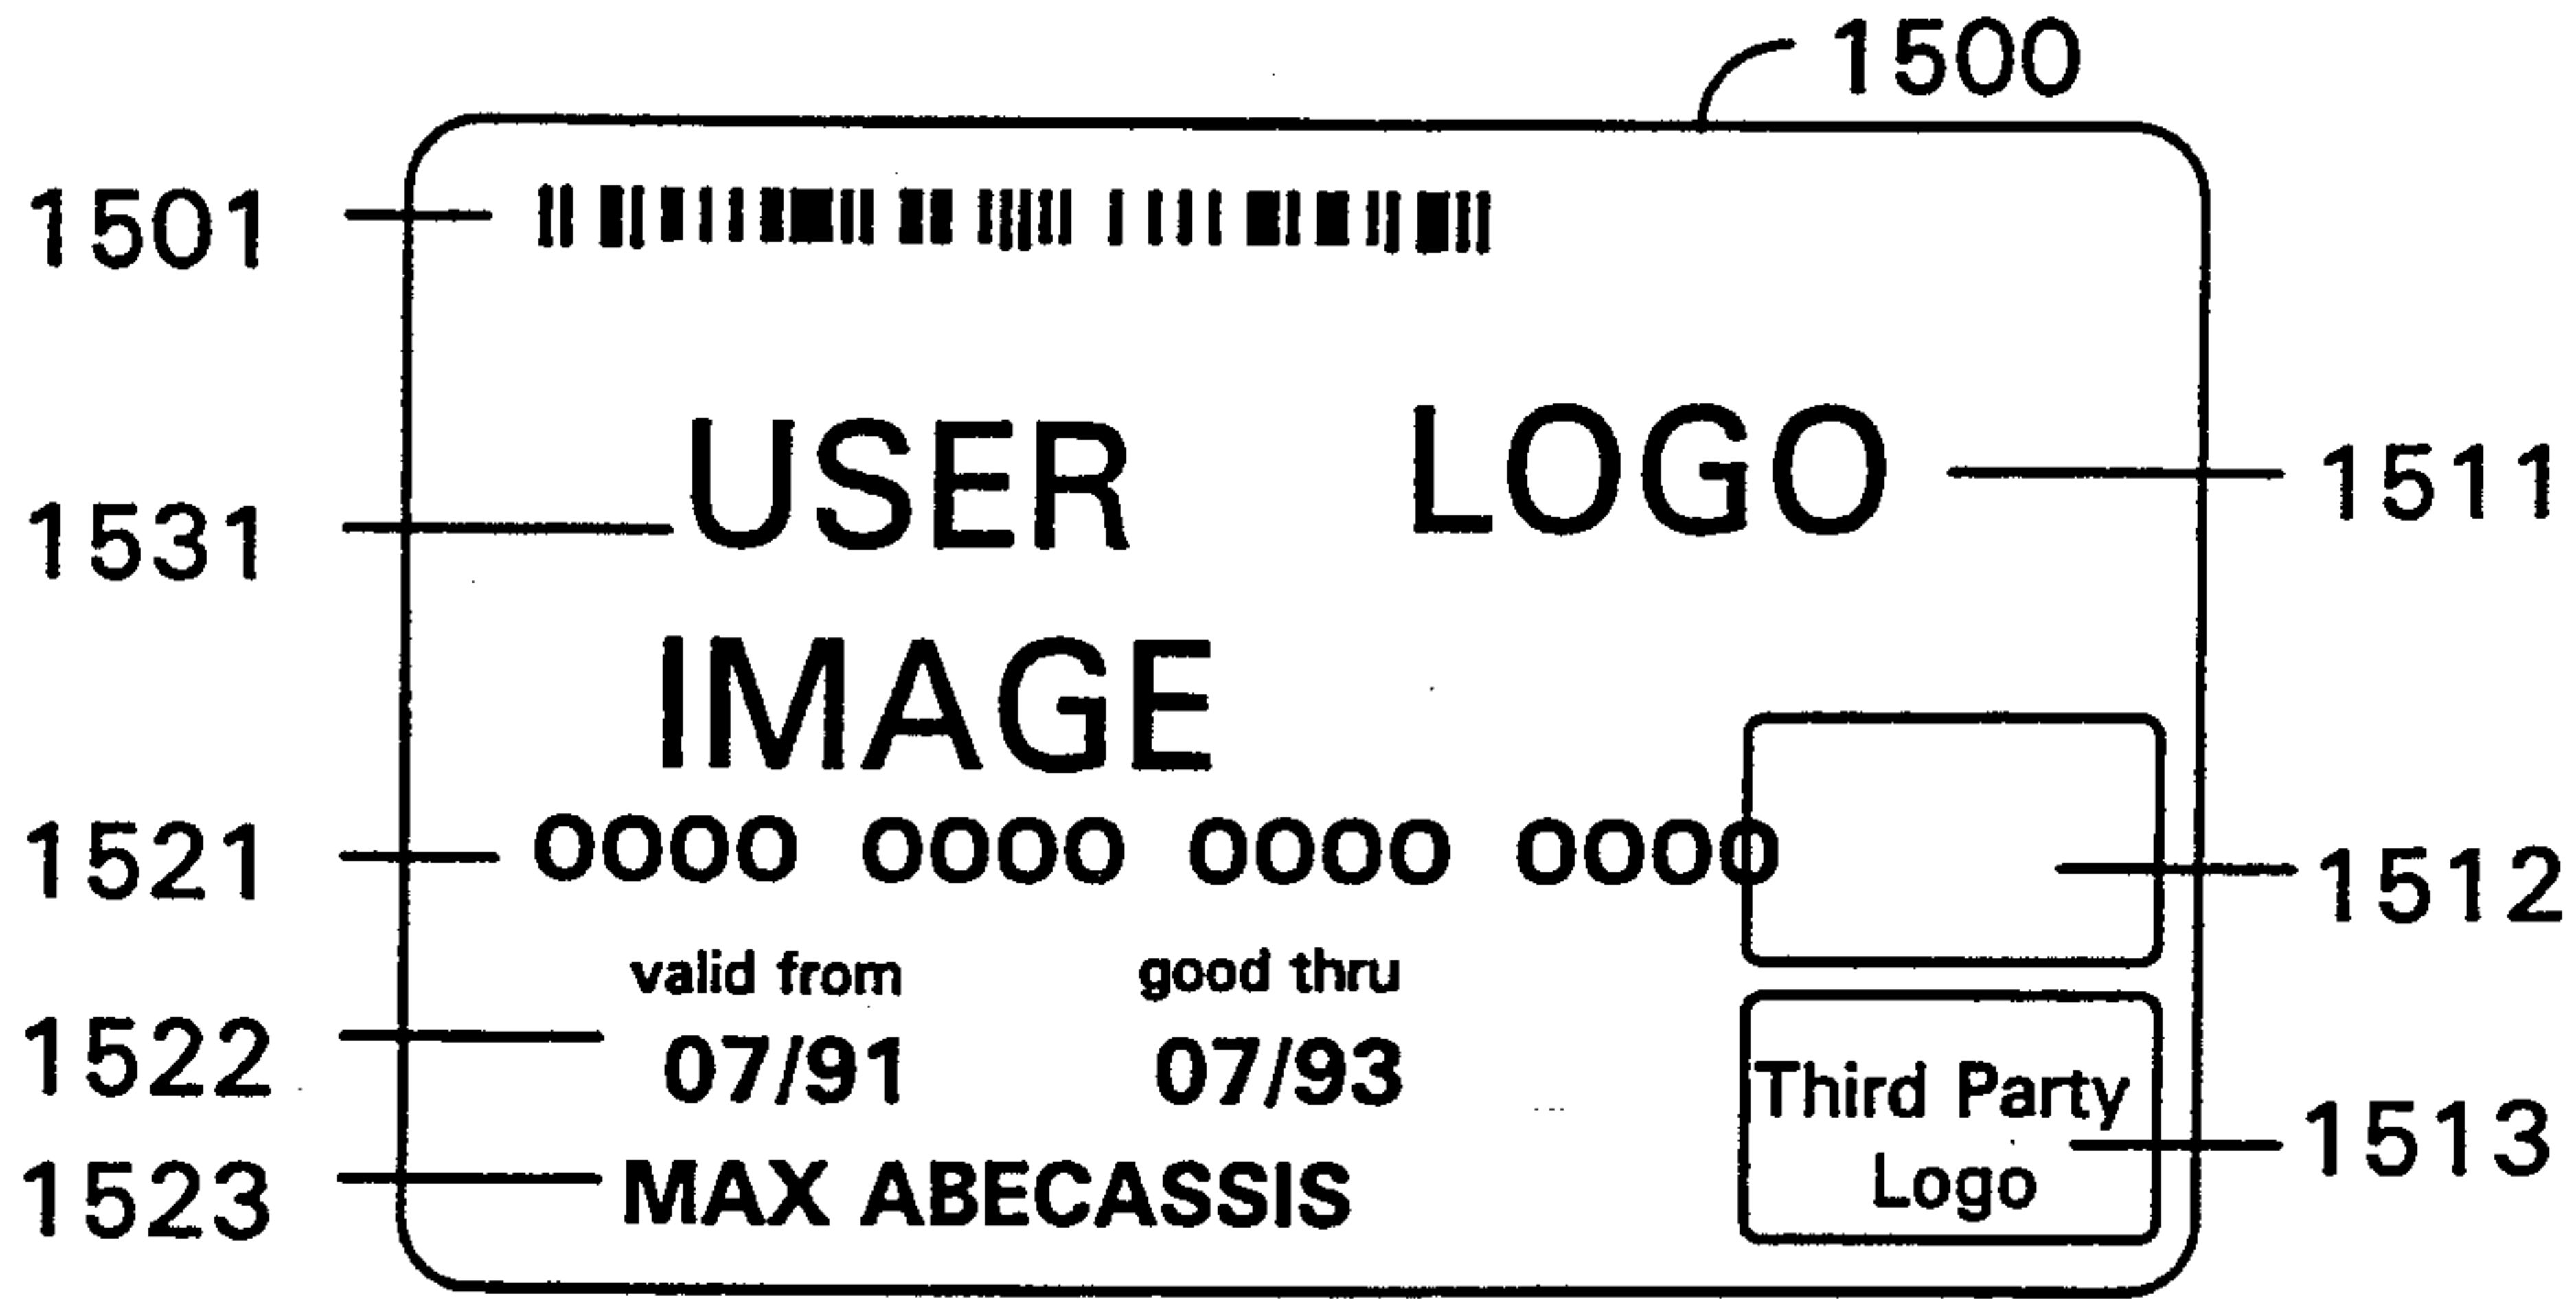 1500
1501
USER LOGO
1531 1511
IMAGE
1521 0000 0000 0000 0000 1512
valid from good thru
1522 07/91 07/93
Third Party
1513
Logo
1523 MAX ABECASSIS